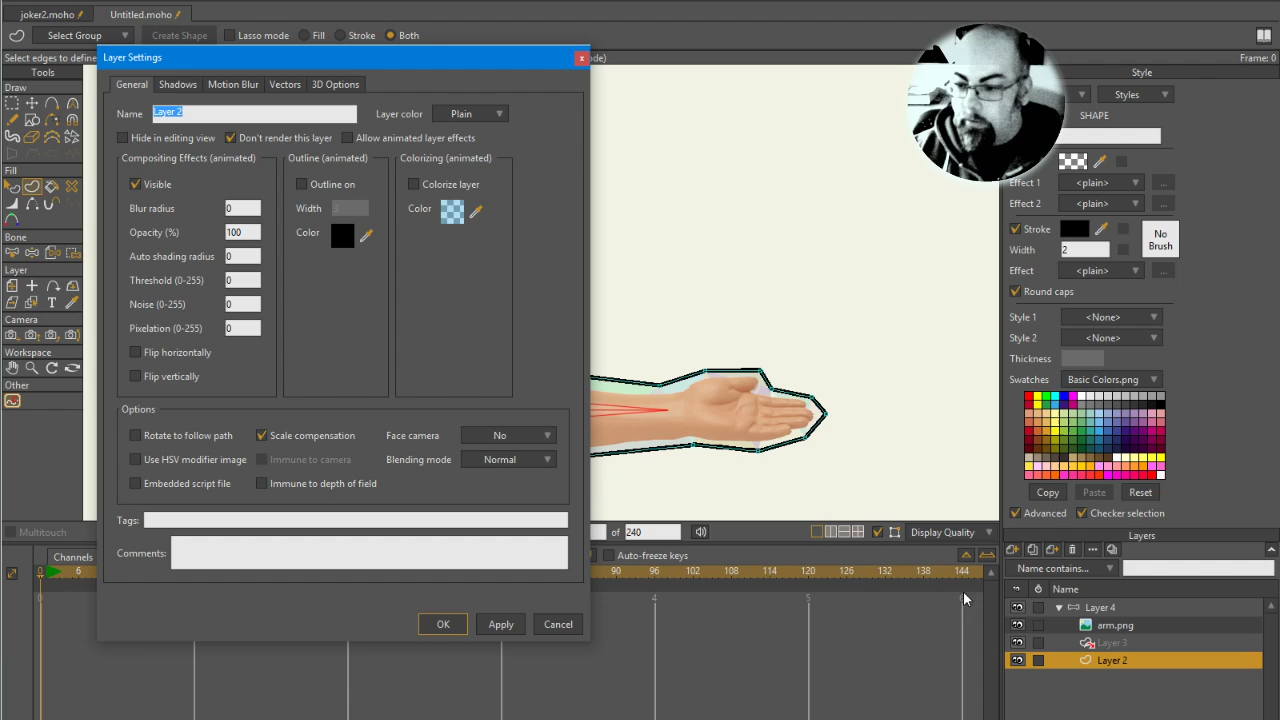 joker2.moho Untitled.moho
Select Group Create Shape Lasso mode Fill Stroke Both
Select edges to define Frame: 0
Tools Layer Settings Style
Draw General Shadows Motion Blur Vectors 3D Options Styles
Name Layer 2 Layer color Plain SHAPE
Hide in editing view Don't render this layer Allow animated layer effects
Compositing Effects (animated) Outline (animated) Colorizing (animated)
Fill Visible Outline on Colorize layer Effect 1 <plain> ...
Blur radius 0 Width Color Effect 2 <plain> ...
Opacity (%) 100 Color Stroke No Brush
Bone Auto shading radius 0 Width 2
Layer Threshold (0-255) 0 Effect <plain> ...
Noise (0-255) 0 Round caps
Camera Pixelation (0-255) 0 Style 1 <None>
Workspace Flip horizontally Style 2 <None>
Other Flip vertically Thickness
Options Swatches Basic Colors.png
Rotate to follow path Scale compensation Face camera No
Use HSV modifier image Immune to camera Blending mode Normal
Embedded script file Immune to depth of field Copy Paste Reset
Tags: Advanced Checker selection
Multitouch of 240 Display Quality Layers
Comments: Channels Auto-freeze keys
0 6 90 96 102 108 114 120 126 132 138 144 Name contains...
OK Apply Cancel 0 4 5 Name
Layer 4
arm.png
Layer 3
Layer 2